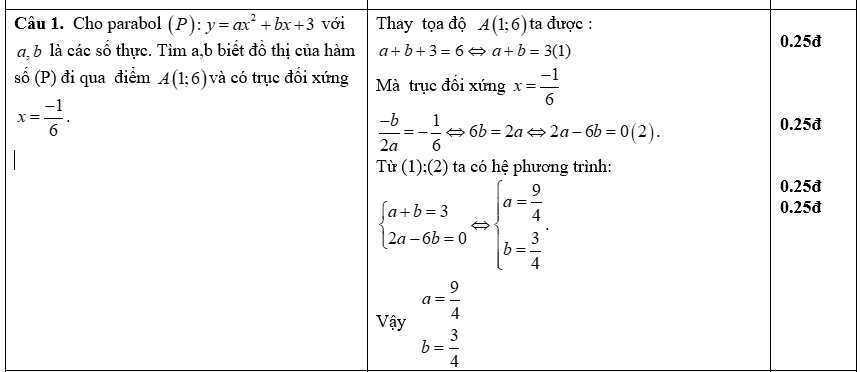 Câu 1. Cho parabol (P): y = ax² + bx + 3 với
a, b là các số thực. Tìm a,b biết đồ thị của hàm
số (P) đi qua điểm A(1;6) và có trục đối xứng
x = -1/6 .
Thay tọa độ A(1;6) ta được :
a + b + 3 = 6 ⇔ a + b = 3(1)
0.25đ
Mà trục đối xứng x = -1/6
-b/2a = -1/6 ⇔ 6b = 2a ⇔ 2a - 6b = 0(2).
0.25đ
Từ (1);(2) ta có hệ phương trình:
0.25đ
{a + b = 3 2a - 6b = 0 ⇔ {a = 9/4 b = 3/4 .
0.25đ
Vậy a = 9/4 b = 3/4